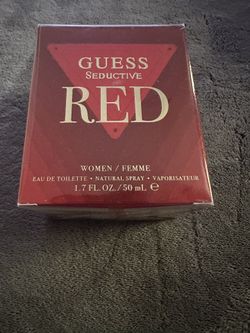 GUESS
SEDUCTIVE
RED
WOMEN / FEMME
EAU DE TOILETTE • NATURAL SPRAY • VAPORISATEUR
1.7 FL. OZ. / 50 mL ℮